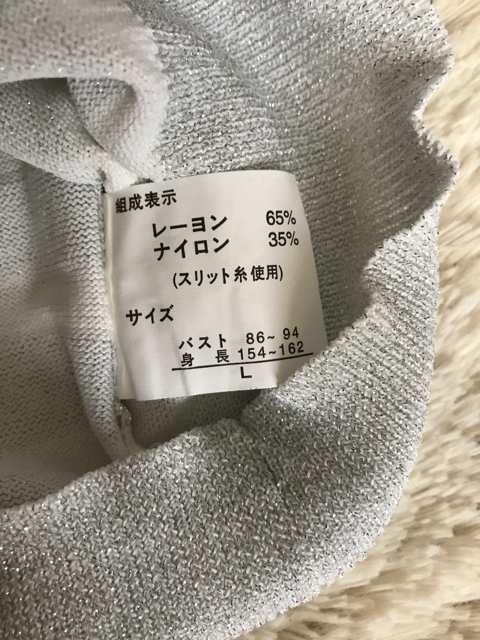 組成表示
レーヨン 65%
ナイロン 35%
(スリット糸使用)
サイズ
バスト 86~94
身長 154~162
L